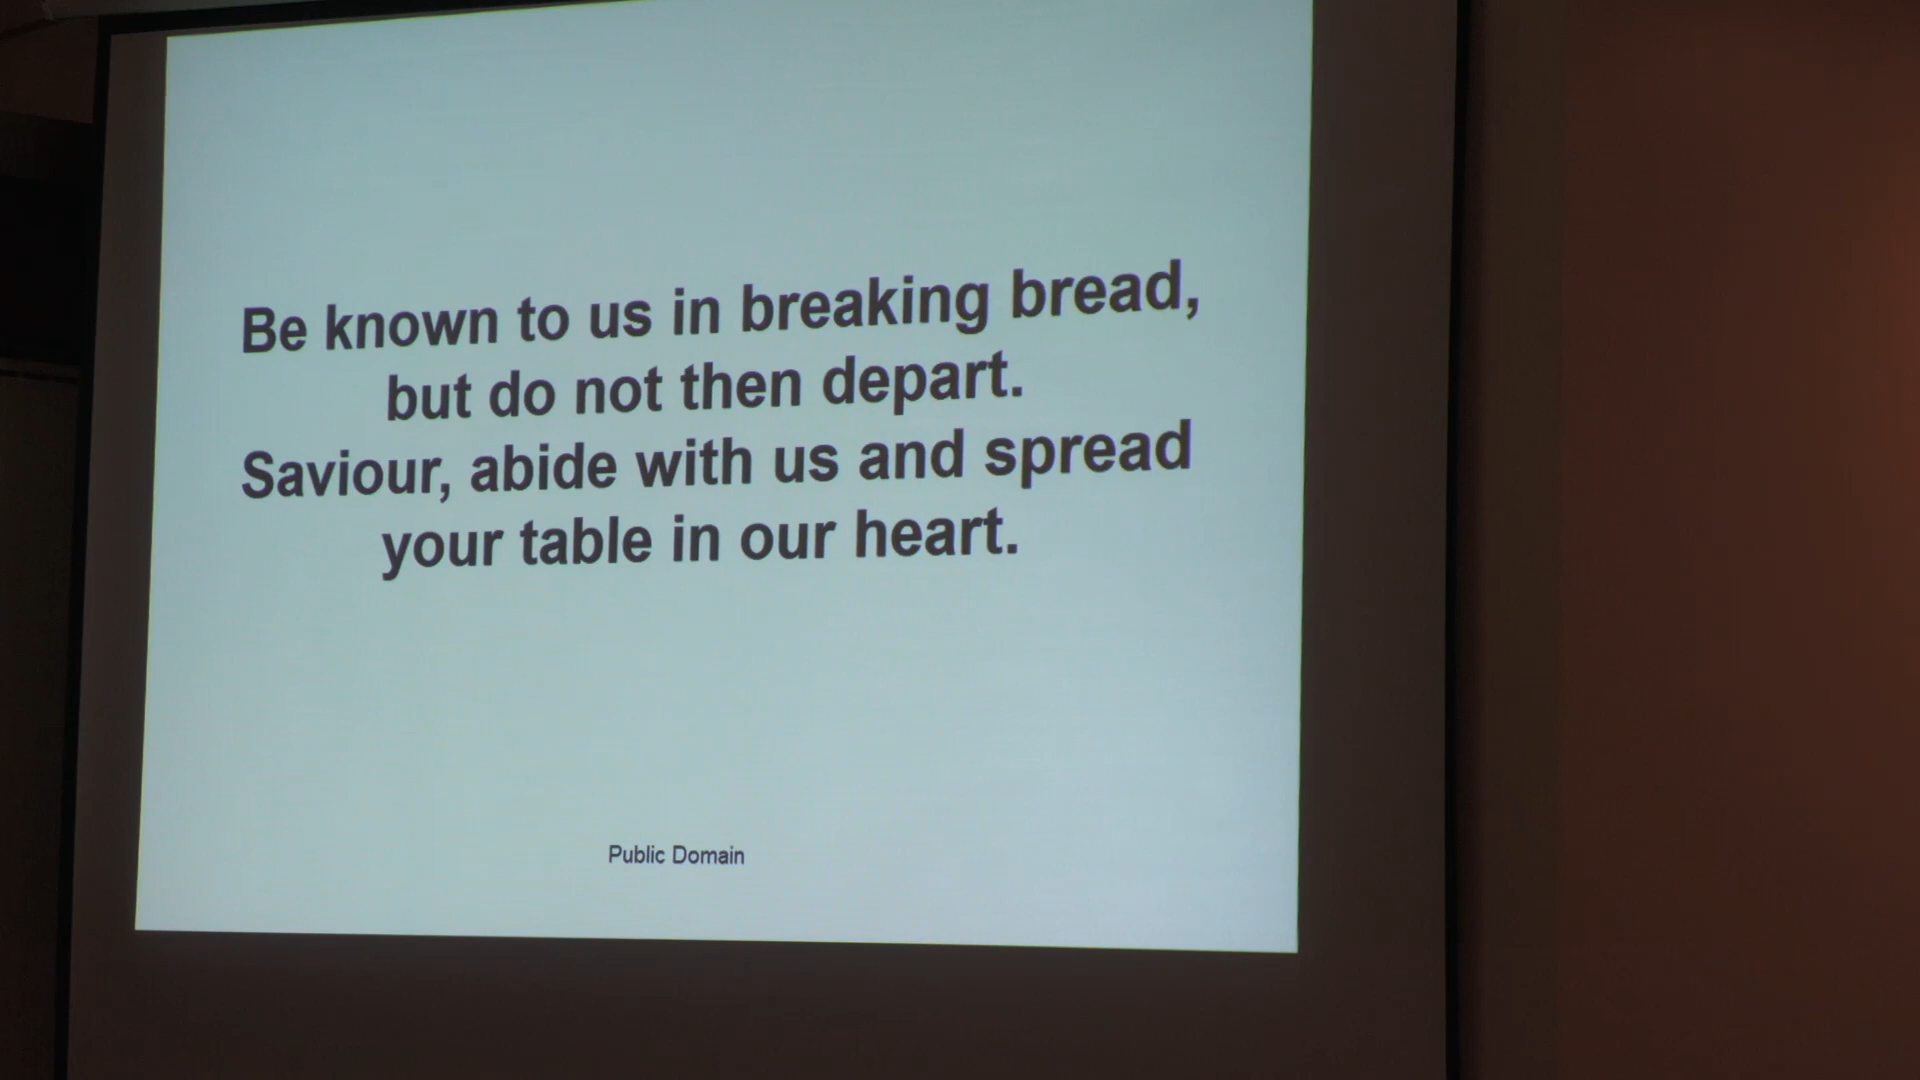 Be known to us in breaking bread,
but do not then depart.
Saviour, abide with us and spread
your table in our heart.
Public Domain